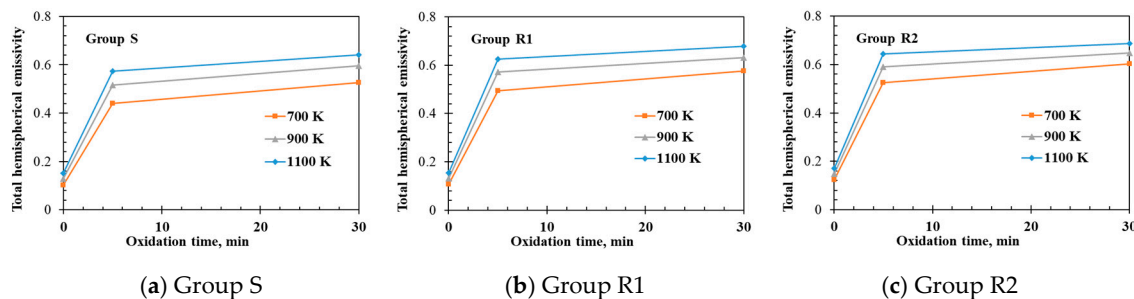 Total hemispherical emissivity
0.8
0.6
0.4
0.2
0
Group S
700 K
900 K
1100 K
0 10 20 30
Oxidation time, min
(a) Group S
Total hemispherical emissivity
0.8
0.6
0.4
0.2
0
Group R1
700 K
900 K
1100 K
0 10 20 30
Oxidation time, min
(b) Group R1
Total hemispherical emissivity
0.8
0.6
0.4
0.2
0
Group R2
700 K
900 K
1100 K
0 10 20 30
Oxidation time, min
(c) Group R2